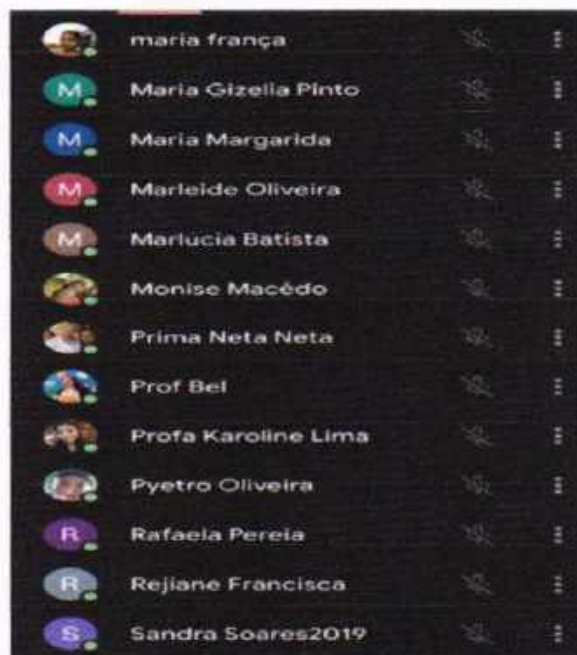 maria frança
M Maria Gizelia Pinto
M Maria Margarida
M Marleide Oliveira
M Marlucia Batista
Monise Macêdo
Prima Neta Neta
Prof Bel
Profa Karoline Lima
Pyetro Oliveira
R Rafaela Pereia
R Rejiane Francisca
S Sandra Soares2019